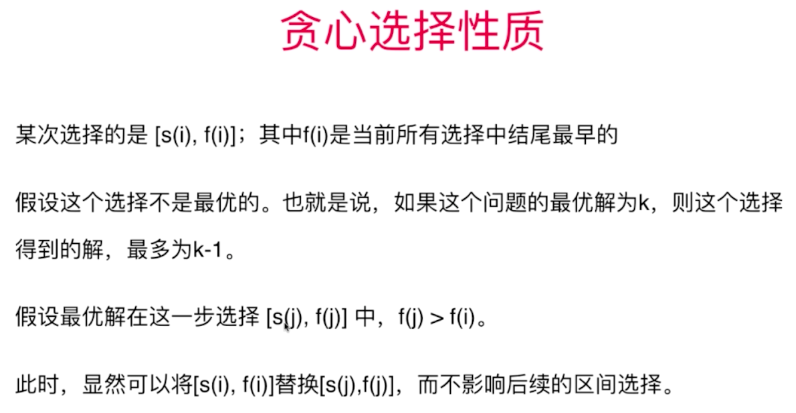 贪心选择性质
某次选择的是 [s(i), f(i)]；其中f(i)是当前所有选择中结尾最早的
假设这个选择不是最优的。也就是说，如果这个问题的最优解为k，则这个选择
得到的解，最多为k-1。
假设最优解在这一步选择 [s(j), f(j)] 中，f(j) > f(i)。
此时，显然可以将[s(i), f(i)]替换[s(j),f(j)]，而不影响后续的区间选择。